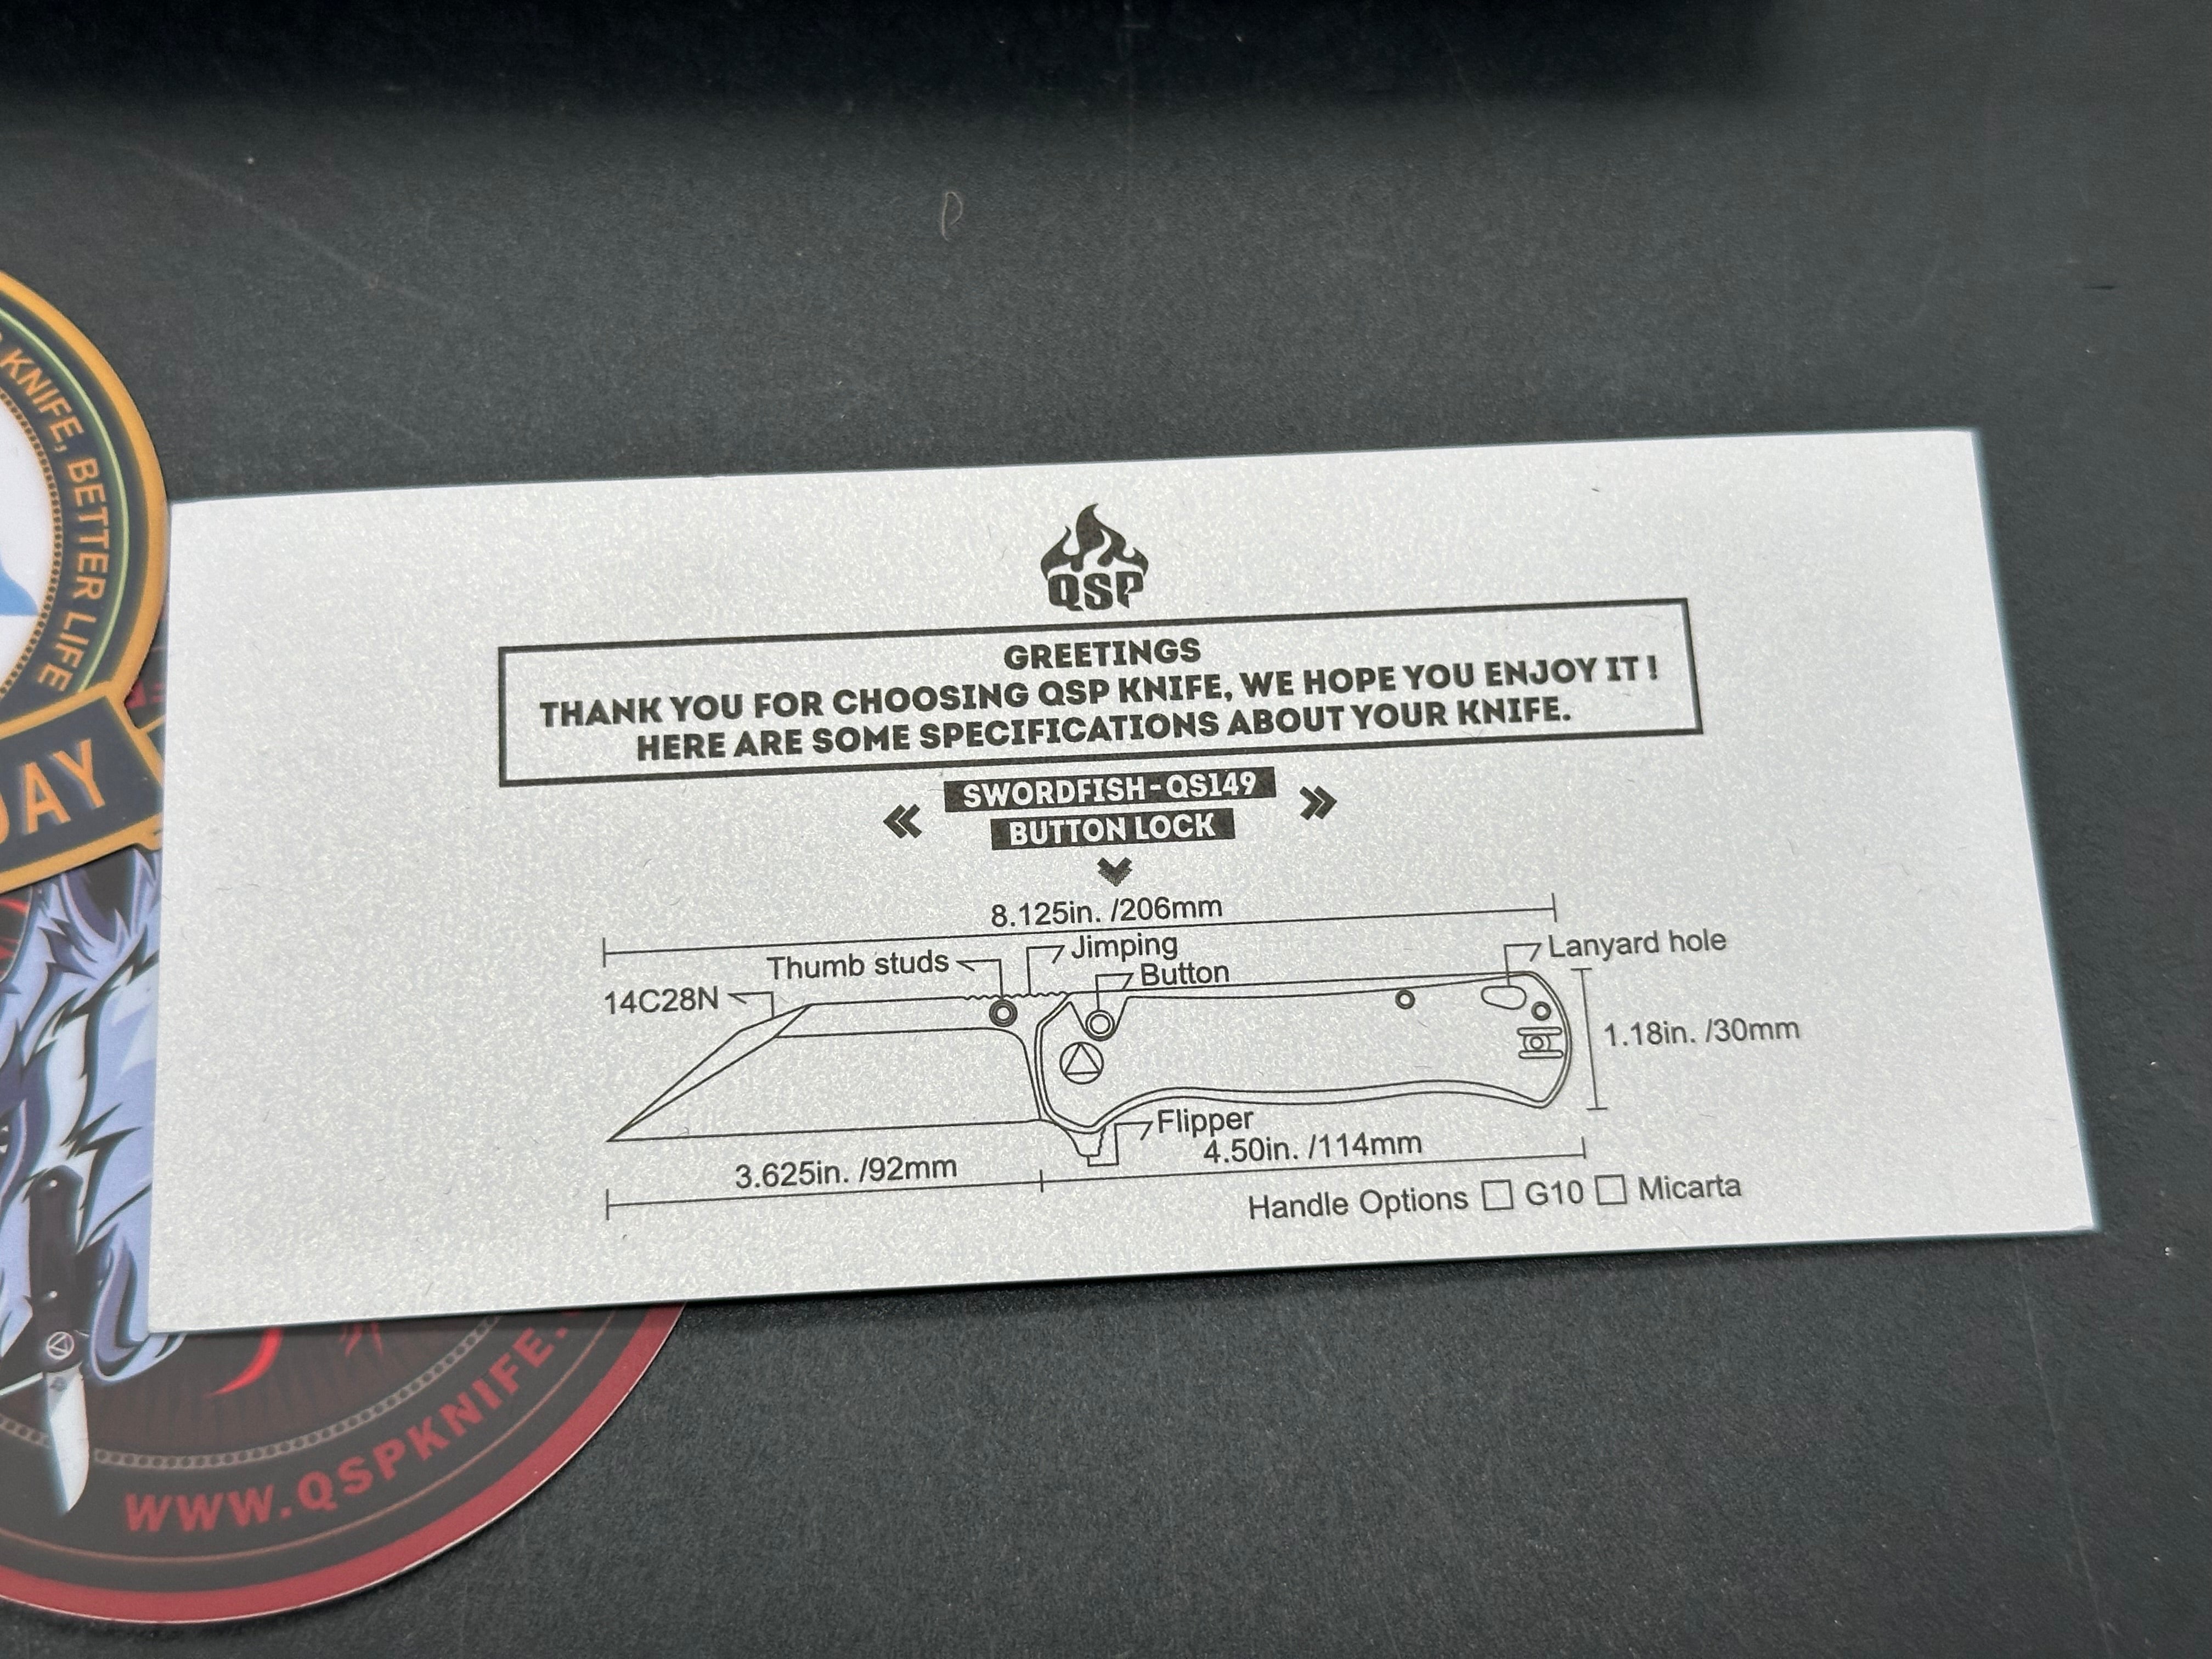 KNIFE, BETTER LIFE
DAY
QSP
GREETINGS
THANK YOU FOR CHOOSING QSP KNIFE, WE HOPE YOU ENJOY IT !
HERE ARE SOME SPECIFICATIONS ABOUT YOUR KNIFE.
SWORDFISH-QS149
BUTTON LOCK
8.125in. /206mm
Jimping
Lanyard hole
Thumb studs
Button
14C28N
1.18in. /30mm
Flipper
4.50in. /114mm
3.625in. /92mm
Handle Options □ G10 □ Micarta
WWW.QSPKNIFE.